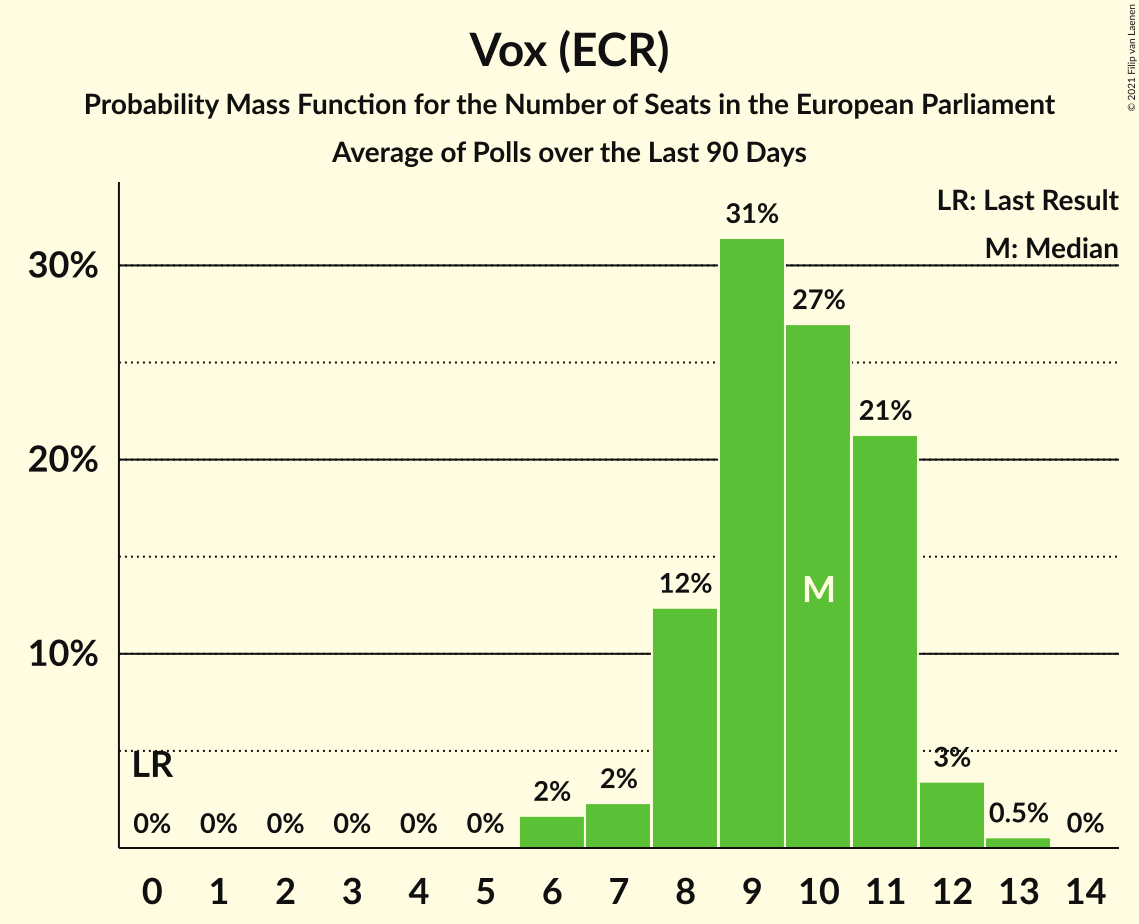 Vox (ECR)
Probability Mass Function for the Number of Seats in the European Parliament
Average of Polls over the Last 90 Days
© 2021 Filip van Laenen
LR: Last Result
M: Median
30%
20%
10%
31%
27%
21%
12%
M
LR
3%
2%
2%
0.5%
0% 0% 0% 0% 0% 0% 0%
0 1 2 3 4 5 6 7 8 9 10 11 12 13 14